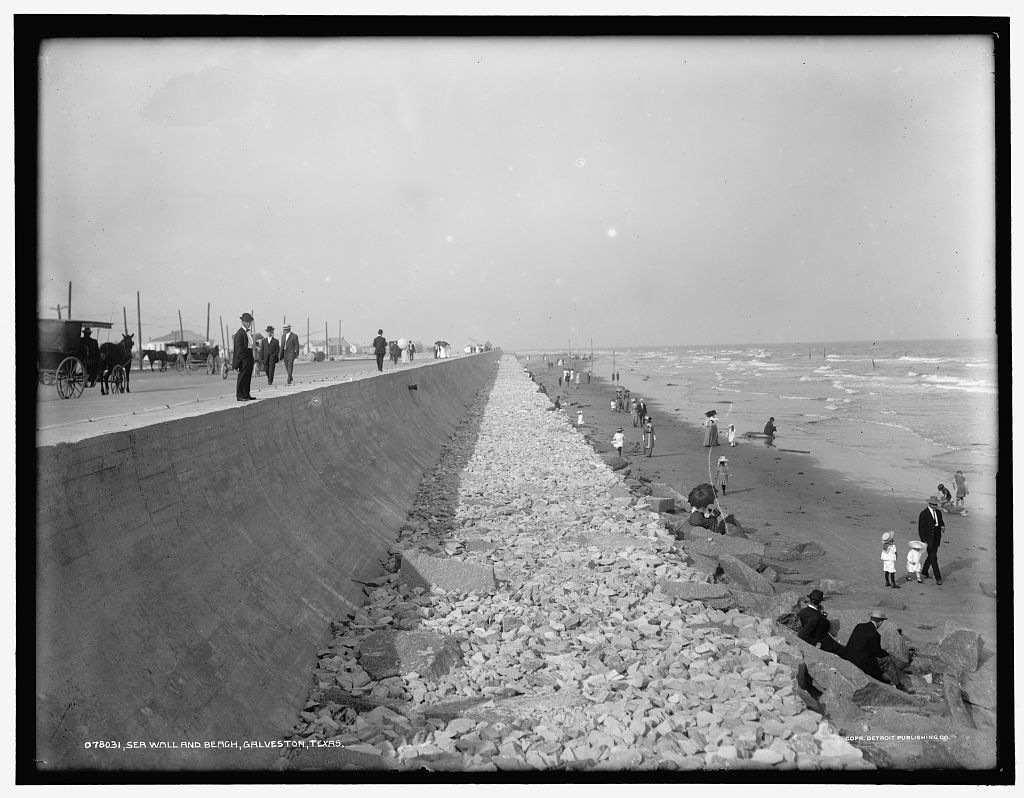 078031, SEA WALL AND BEACH, GALVESTON, TEXAS.
COPR. DETROIT PUBLISHING CO.